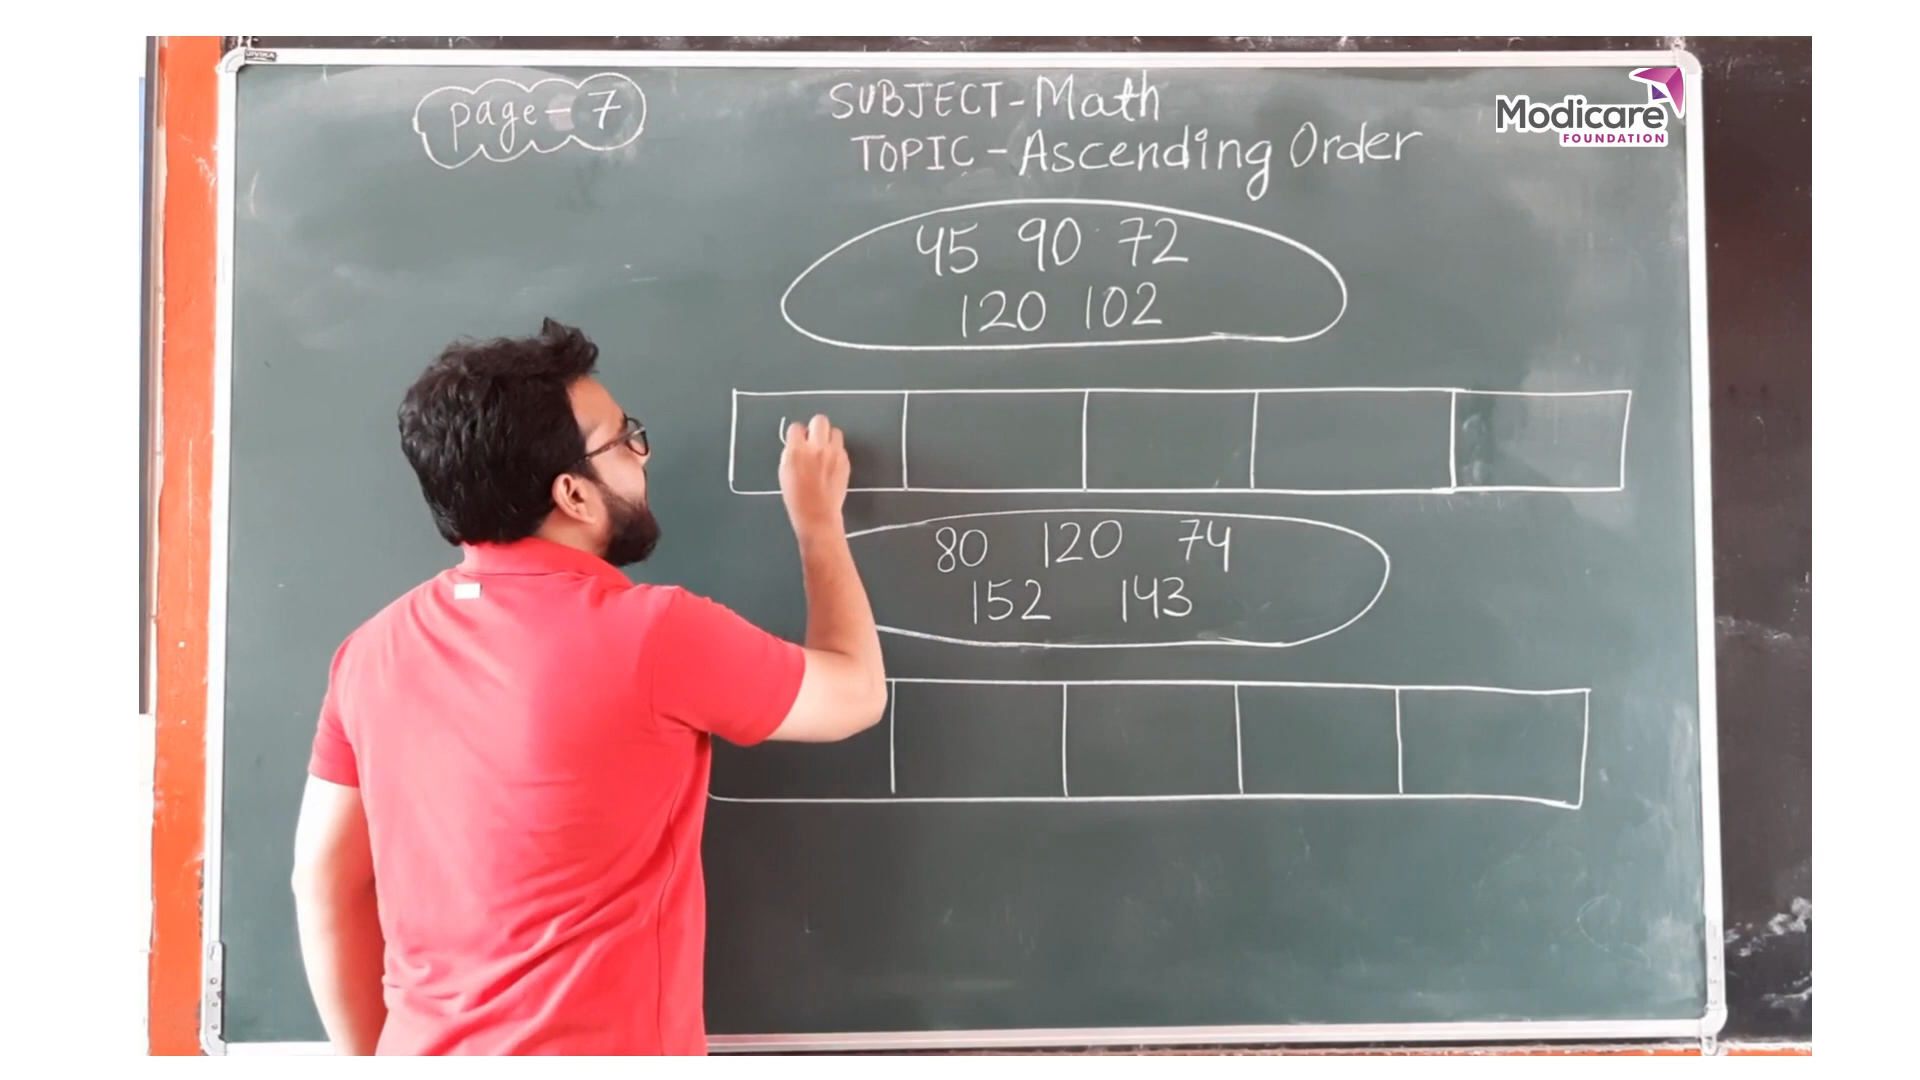 page-7
SUBJECT-Math
TOPIC-Ascending Order
Modicare
FOUNDATION
45 90 72
120 102
80 120 74
152 143